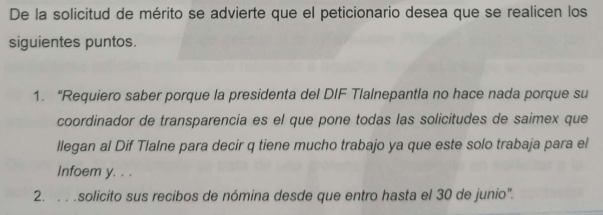 De la solicitud de mérito se advierte que el peticionario desea que se realicen los
siguientes puntos.
1. "Requiero saber porque la presidenta del DIF Tlalnepantla no hace nada porque su
coordinador de transparencia es el que pone todas las solicitudes de saimex que
llegan al Dif Tlalne para decir q tiene mucho trabajo ya que este solo trabaja para el
Infoem y. . .
2. . . .solicito sus recibos de nómina desde que entro hasta el 30 de junio".